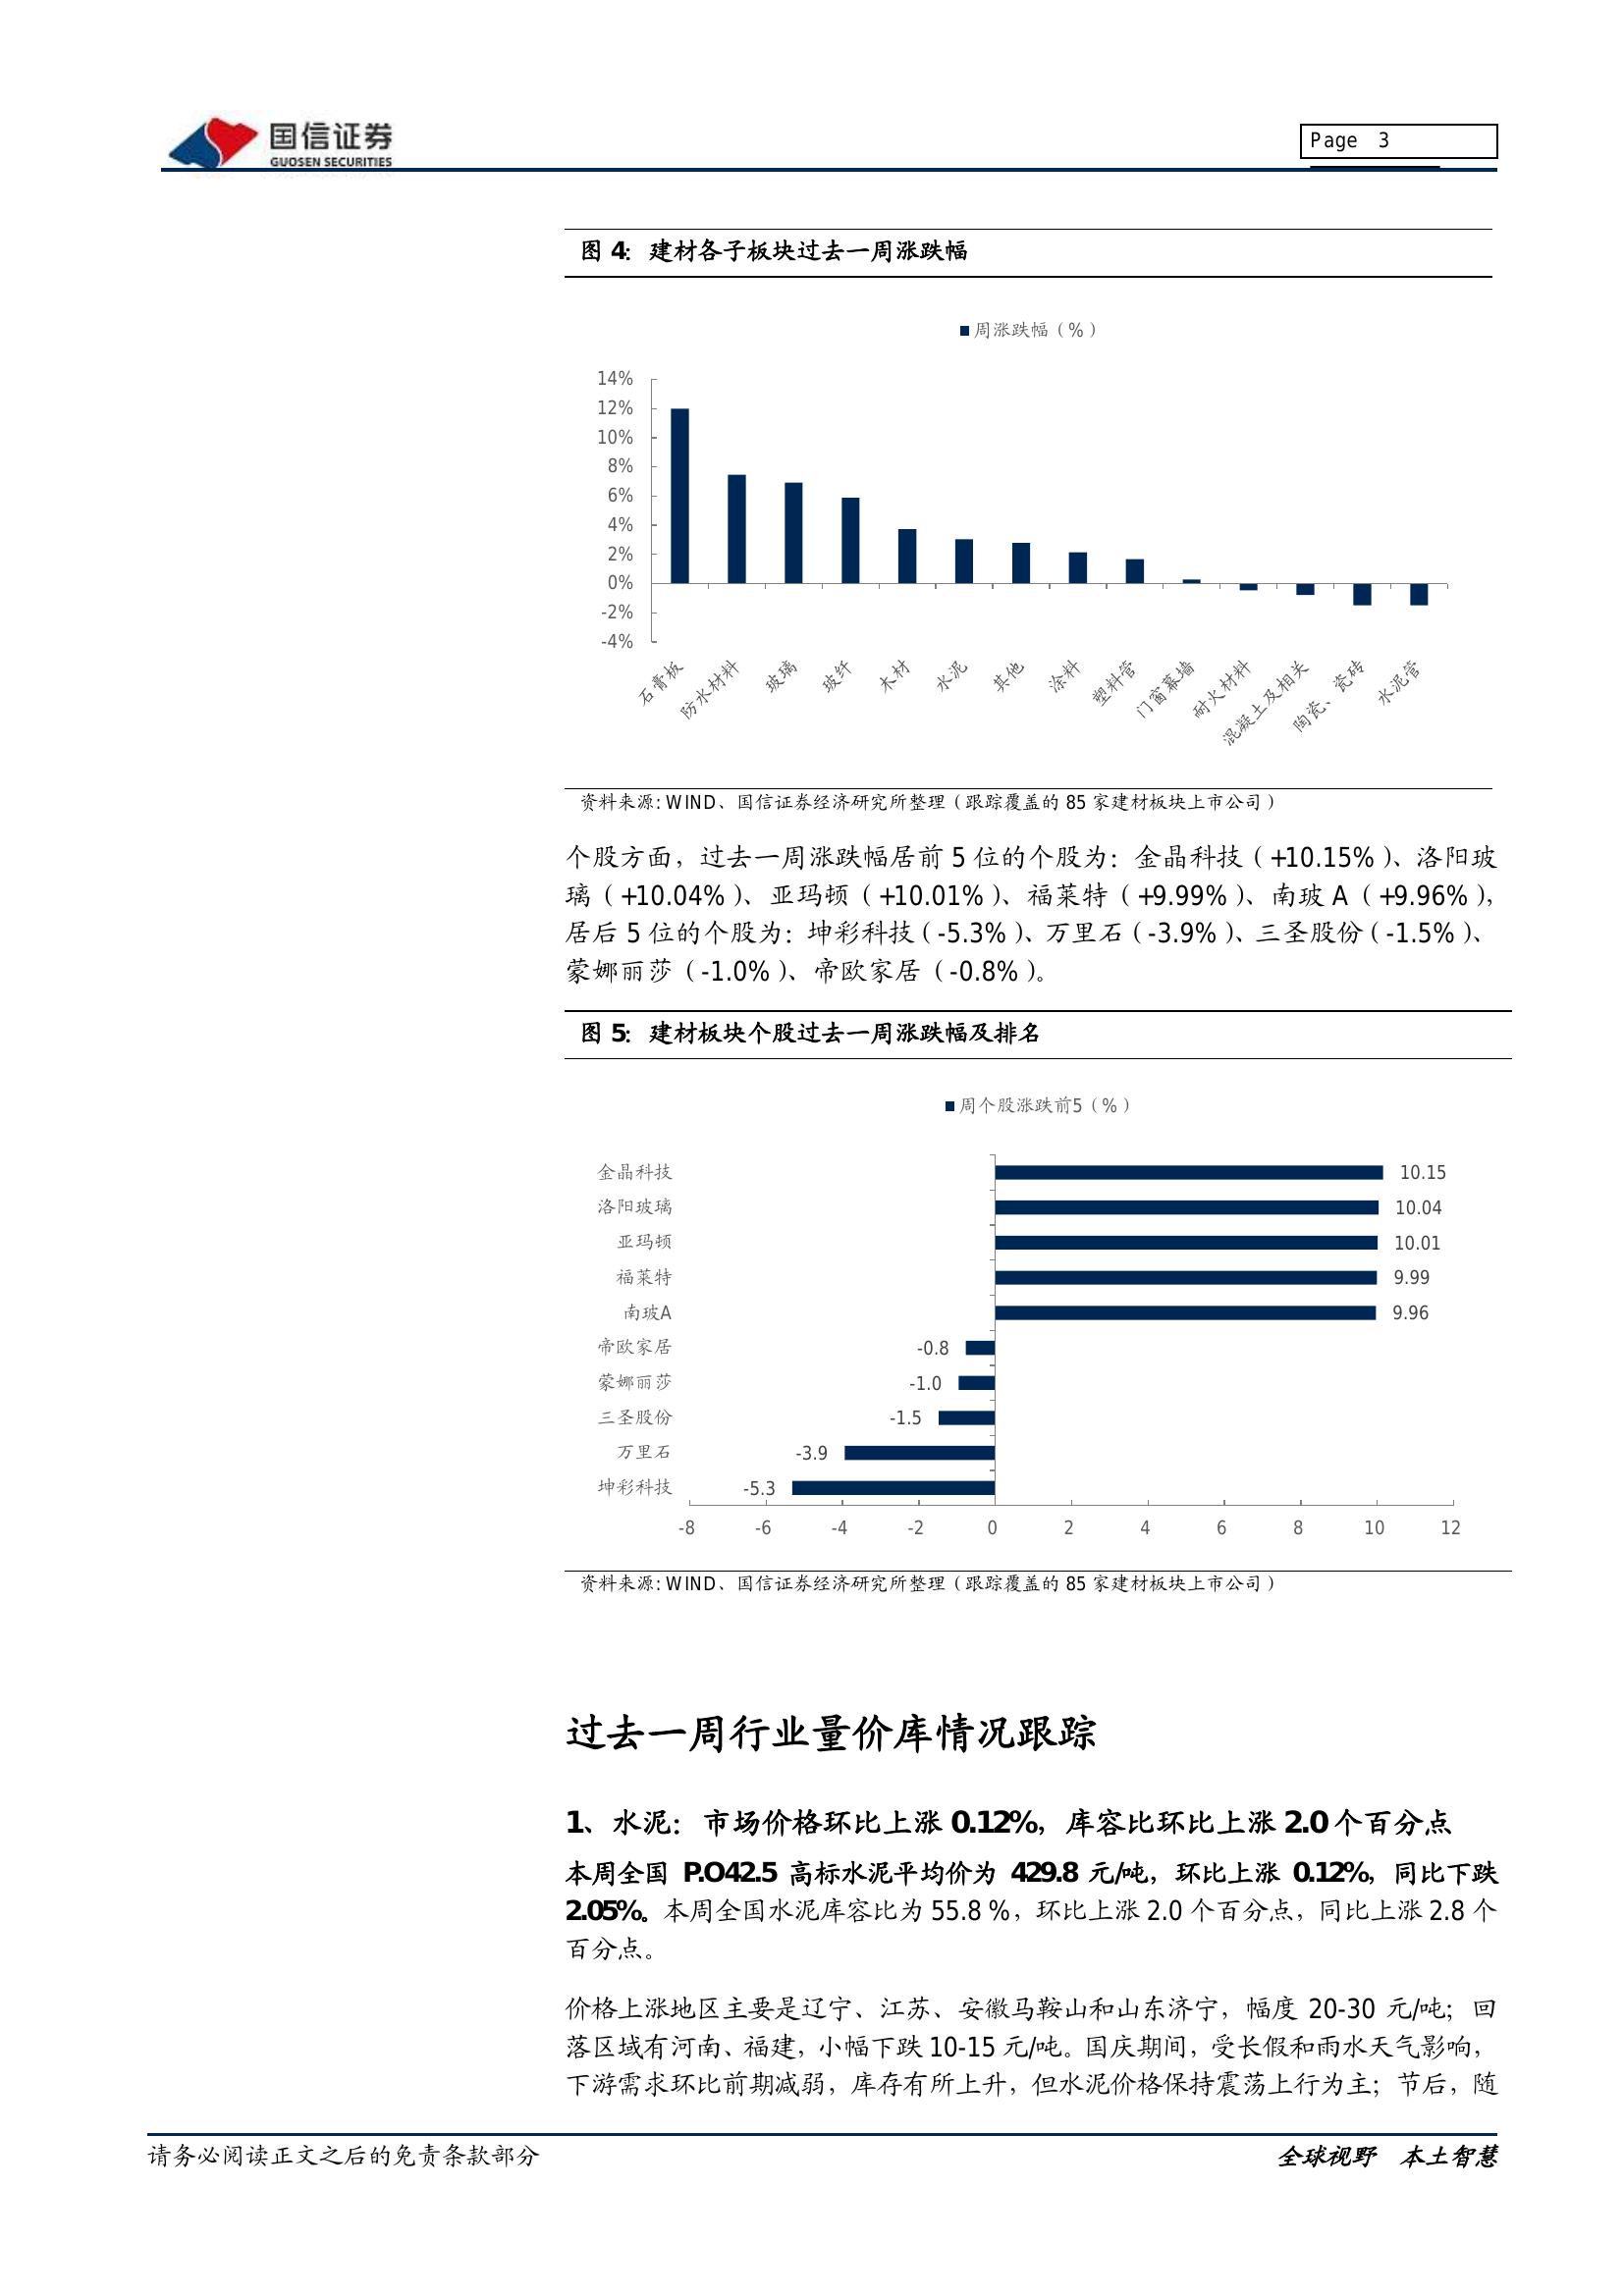 国信证券
GUOSEN SECURITIES
Page 3
图 4: 建材各子板块过去一周涨跌幅
周涨跌幅（%）
14%
12%
10%
8%
6%
4%
2%
0%
-2%
-4%
石膏板
防水材料
玻璃
玻纤
木材
水泥
其他
涂料
塑料管
门窗幕墙
耐火材料
混凝土及相关
陶瓷、瓷砖
水泥管
资料来源: WIND、国信证券经济研究所整理（跟踪覆盖的 85 家建材板块上市公司）
个股方面，过去一周涨跌幅居前 5 位的个股为：金晶科技（+10.15%）、洛阳玻
璃（+10.04%）、亚玛顿（+10.01%）、福莱特（+9.99%）、南玻 A（+9.96%），
居后 5 位的个股为：坤彩科技（-5.3%）、万里石（-3.9%）、三圣股份（-1.5%）、
蒙娜丽莎（-1.0%）、帝欧家居（-0.8%）。
图 5: 建材板块个股过去一周涨跌幅及排名
周个股涨跌前5（%）
金晶科技 10.15
洛阳玻璃 10.04
亚玛顿 10.01
福莱特 9.99
南玻A 9.96
帝欧家居 -0.8
蒙娜丽莎 -1.0
三圣股份 -1.5
万里石 -3.9
坤彩科技 -5.3
-8 -6 -4 -2 0 2 4 6 8 10 12
资料来源: WIND、国信证券经济研究所整理（跟踪覆盖的 85 家建材板块上市公司）
过去一周行业量价库情况跟踪
1、水泥：市场价格环比上涨 0.12%，库容比环比上涨 2.0 个百分点
本周全国 P.O42.5 高标水泥平均价为 429.8 元/吨，环比上涨 0.12%，同比下跌
2.05%。本周全国水泥库容比为 55.8 %，环比上涨 2.0 个百分点，同比上涨 2.8 个
百分点。
价格上涨地区主要是辽宁、江苏、安徽马鞍山和山东济宁，幅度 20-30 元/吨；回
落区域有河南、福建，小幅下跌 10-15 元/吨。国庆期间，受长假和雨水天气影响，
下游需求环比前期减弱，库存有所上升，但水泥价格保持震荡上行为主；节后，随
请务必阅读正文之后的免责条款部分
全球视野 本土智慧